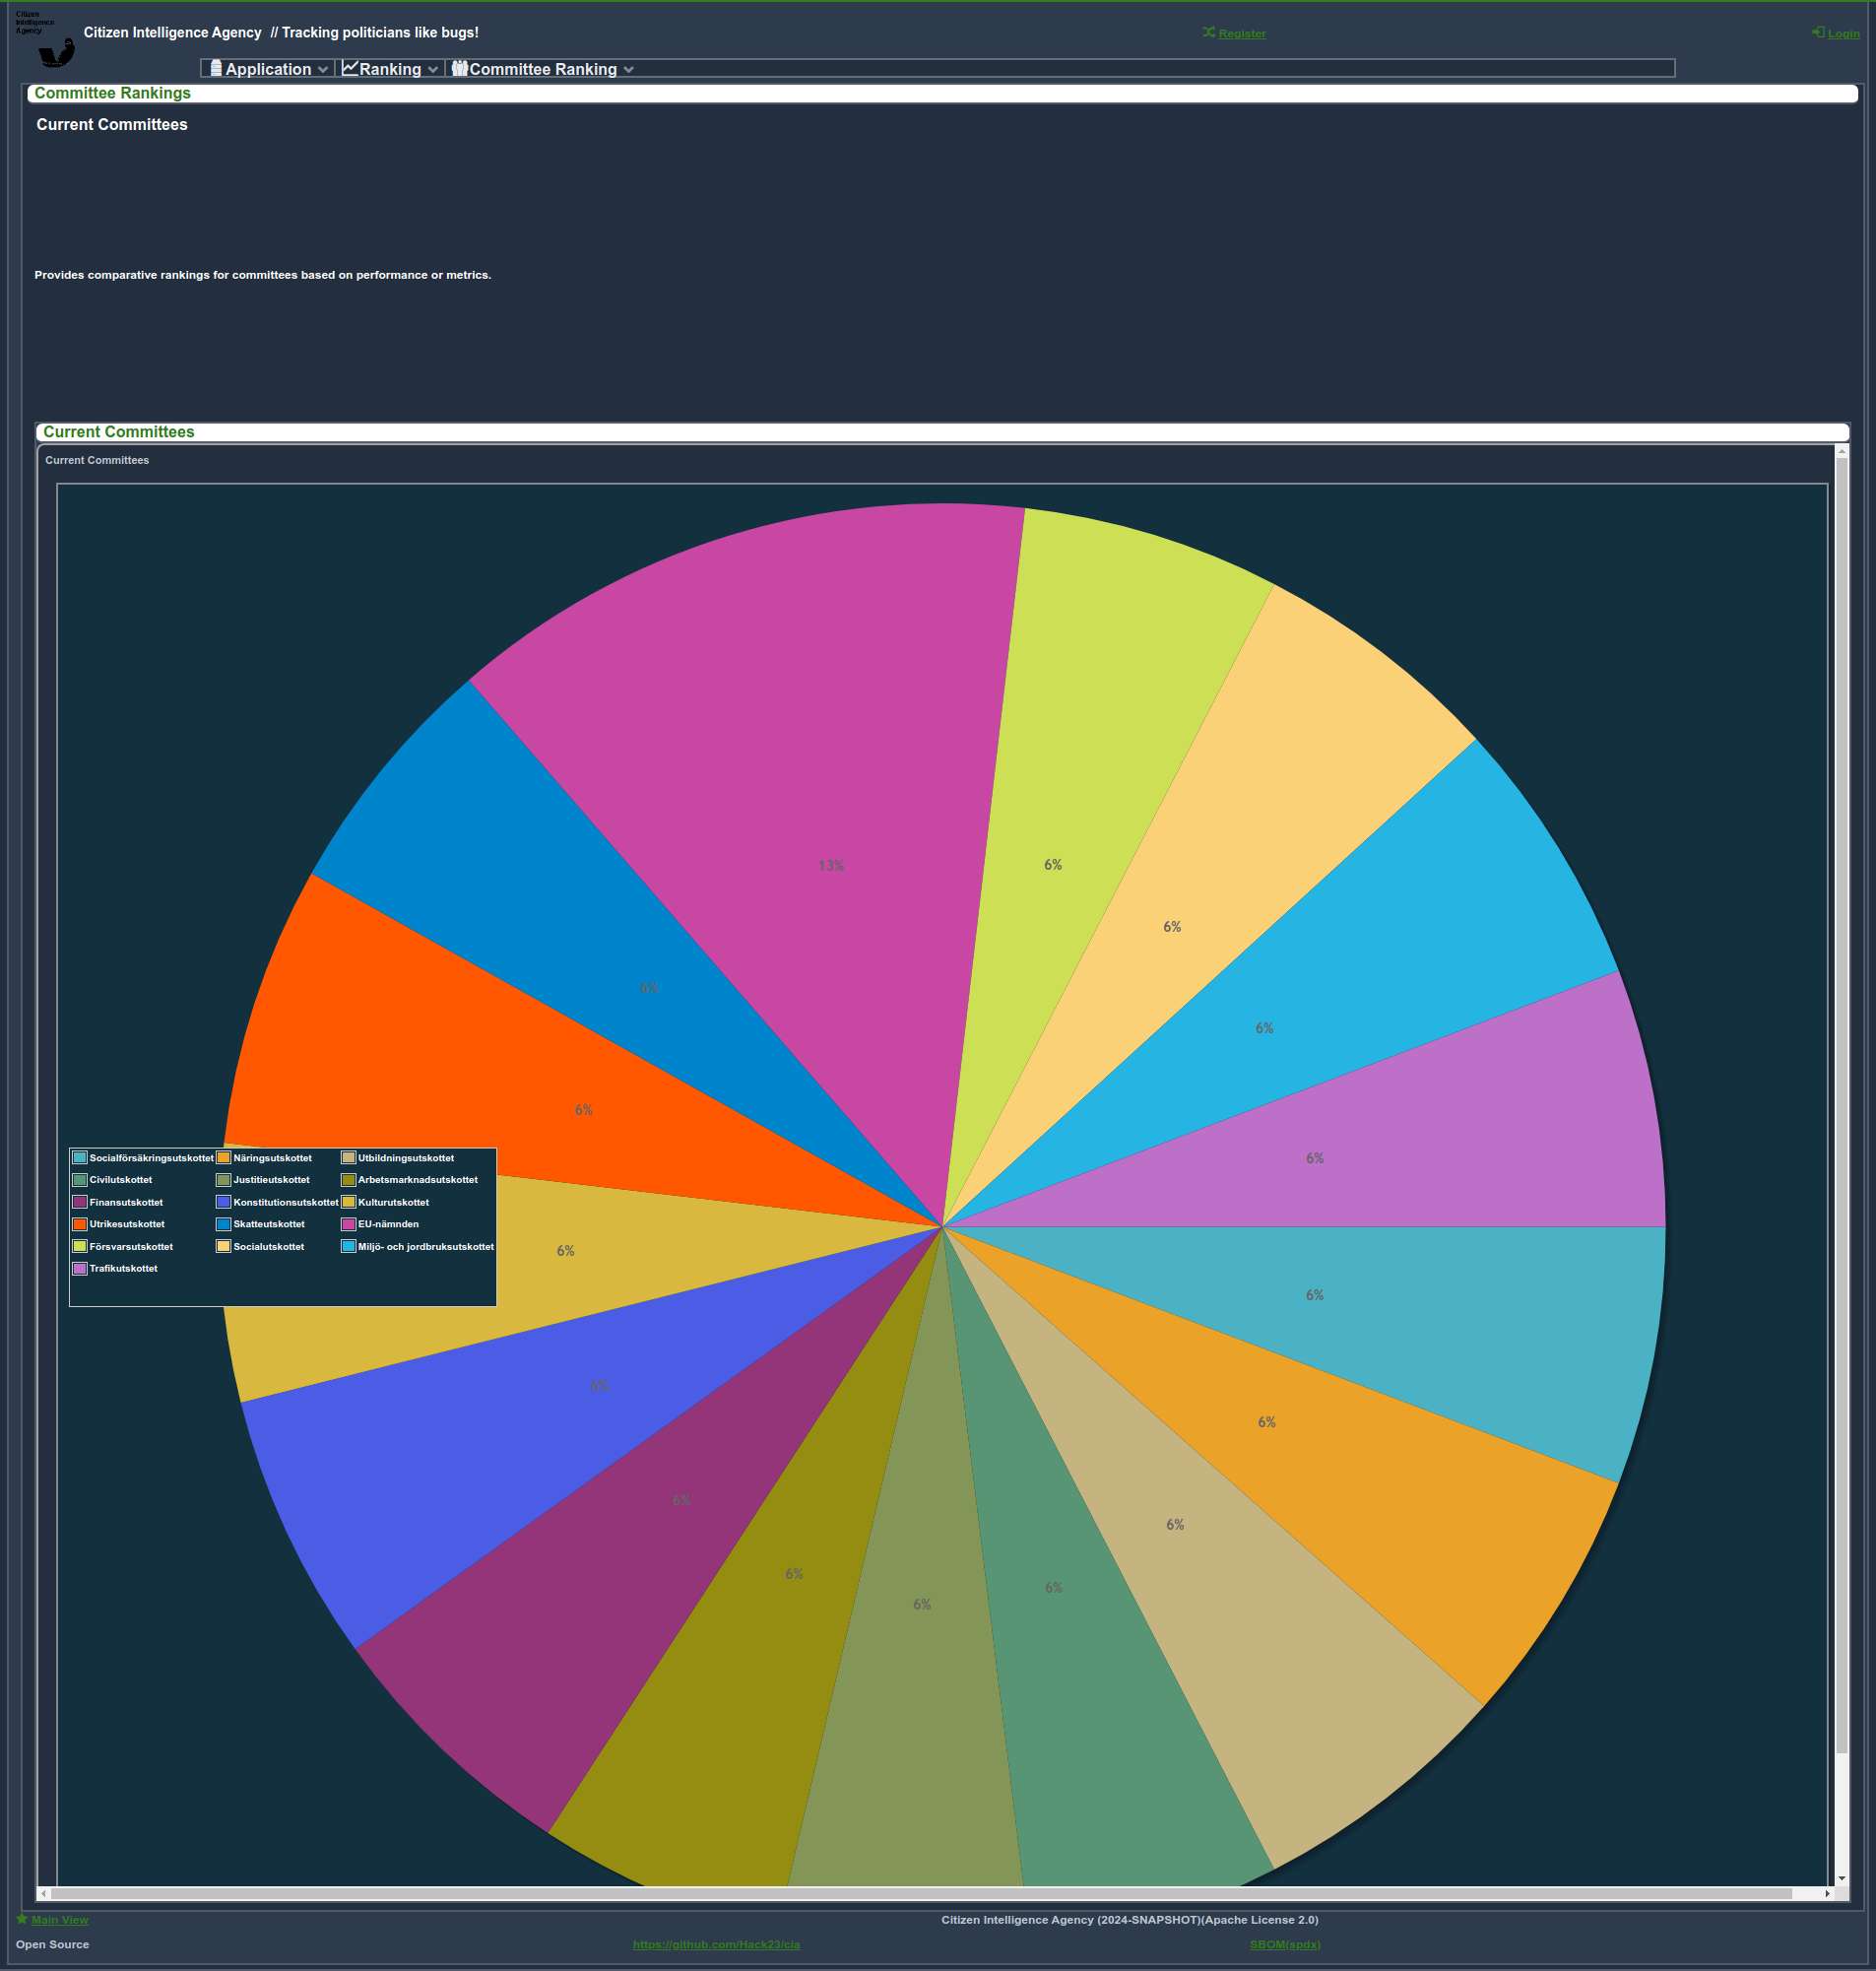 Citizen
Intelligence
Agency
Citizen Intelligence Agency // Tracking politicians like bugs!
Register
Login
Application
Ranking
Committee Ranking
Committee Rankings
Current Committees
Provides comparative rankings for committees based on performance or metrics.
Current Committees
Current Committees
13%
6%
6%
6%
6%
6%
6%
Socialförsäkringsutskottet Näringsutskottet Utbildningsutskottet
Civilutskottet Justitieutskottet Arbetsmarknadsutskottet
Finansutskottet Konstitutionsutskottet Kulturutskottet
Utrikesutskottet Skatteutskottet EU-nämnden
Försvarsutskottet Socialutskottet Miljö- och jordbruksutskottet
Trafikutskottet
6%
6%
6%
6%
6%
6%
6%
6%
6%
Main View
Citizen Intelligence Agency (2024-SNAPSHOT)(Apache License 2.0)
Open Source
https://github.com/Hack23/cia
SBOM(spdx)